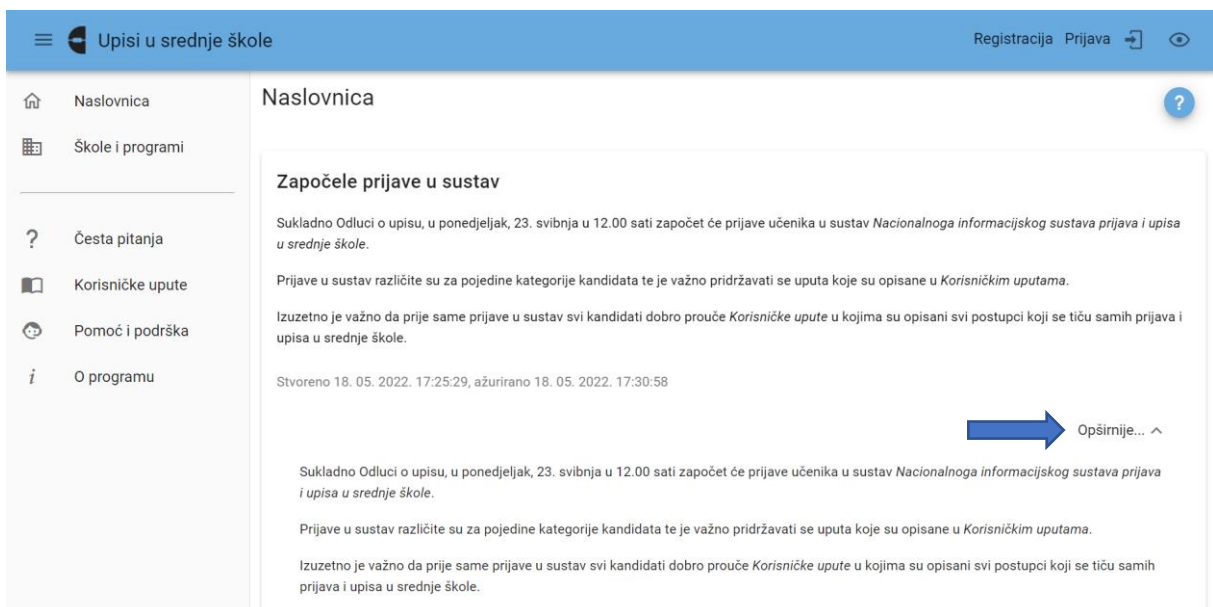 Upisi u srednje škole
Registracija Prijava
Naslovnica
Škole i programi
? Česta pitanja
Korisničke upute
Pomoć i podrška
i O programu
Naslovnica
?
Započele prijave u sustav
Sukladno Odluci o upisu, u ponedjeljak, 23. svibnja u 12.00 sati započet će prijave učenika u sustav Nacionalnoga informacijskog sustava prijava i upisa
u srednje škole.
Prijave u sustav različite su za pojedine kategorije kandidata te je važno pridržavati se uputa koje su opisane u Korisničkim uputama.
Izuzetno je važno da prije same prijave u sustav svi kandidati dobro prouče Korisničke upute u kojima su opisani svi postupci koji se tiču samih prijava i
upisa u srednje škole.
Stvoreno 18. 05. 2022. 17:25:29, ažurirano 18. 05. 2022. 17:30:58
Opširnije...
Sukladno Odluci o upisu, u ponedjeljak, 23. svibnja u 12.00 sati započet će prijave učenika u sustav Nacionalnoga informacijskog sustava prijava
i upisa u srednje škole.
Prijave u sustav različite su za pojedine kategorije kandidata te je važno pridržavati se uputa koje su opisane u Korisničkim uputama.
Izuzetno je važno da prije same prijave u sustav svi kandidati dobro prouče Korisničke upute u kojima su opisani svi postupci koji se tiču samih
prijava i upisa u srednje škole.